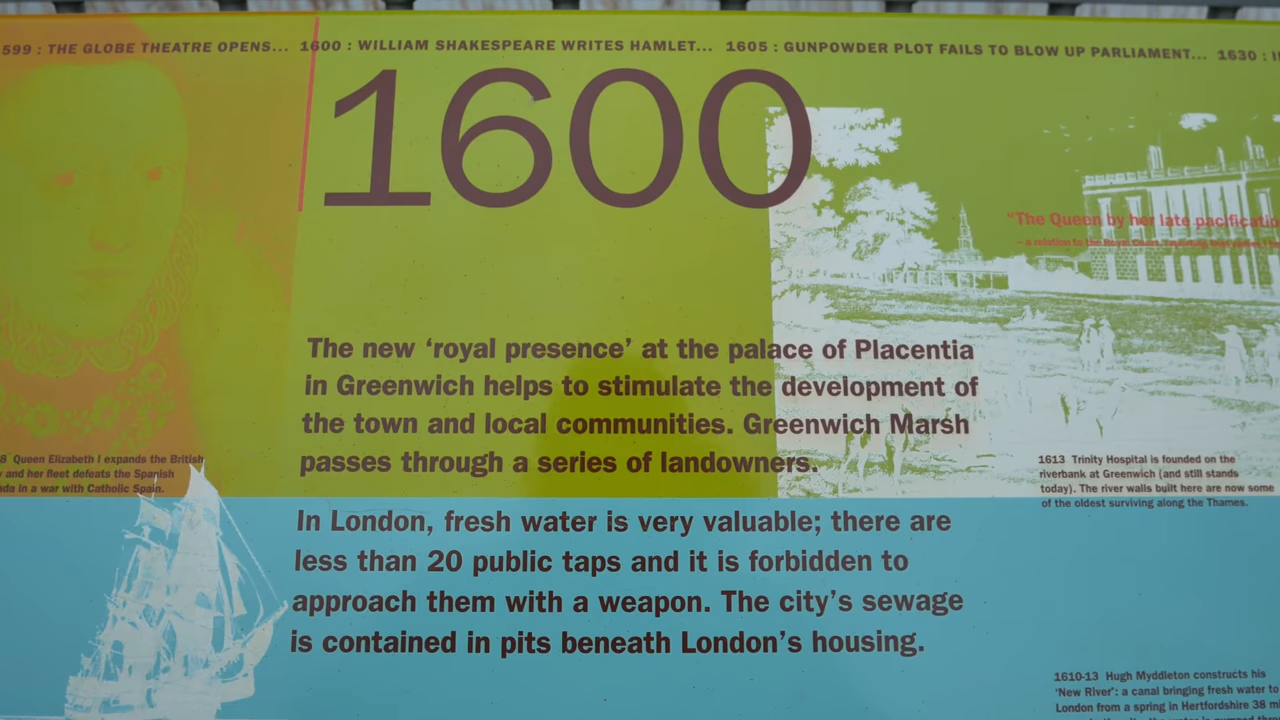 599 : THE GLOBE THEATRE OPENS... 1600 : WILLIAM SHAKESPEARE WRITES HAMLET... 1605 : GUNPOWDER PLOT FAILS TO BLOW UP PARLIAMENT... 1630 :
1600
"The Queen by her late pacificatio
– a relation to the Royal Court,
The new 'royal presence' at the palace of Placentia
in Greenwich helps to stimulate the development of
the town and local communities. Greenwich Marsh
passes through a series of landowners.
8 Queen Elizabeth I expands the British
and her fleet defeats the Spanish
in a war with Catholic Spain.
1613 Trinity Hospital is founded on the
riverbank at Greenwich (and still stands
today). The river walls built here are now some
of the oldest surviving along the Thames.
In London, fresh water is very valuable; there are
less than 20 public taps and it is forbidden to
approach them with a weapon. The city's sewage
is contained in pits beneath London's housing.
1610-13 Hugh Myddleton constructs his
'New River': a canal bringing fresh water to
London from a spring in Hertfordshire 38 m